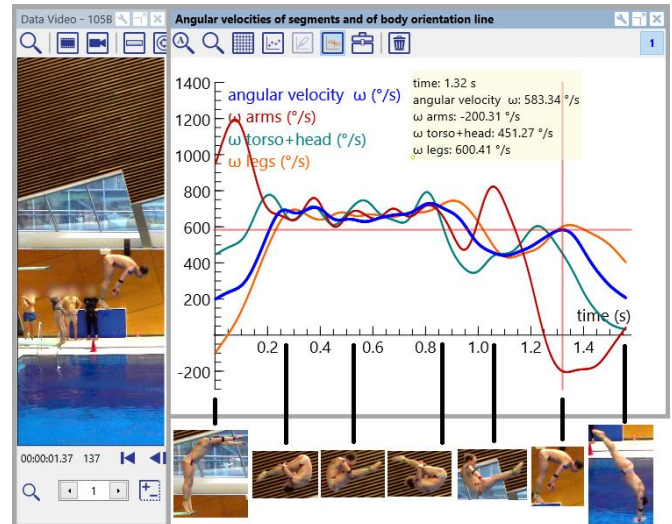 Data Video - 105B
Angular velocities of segments and of body orientation line
1
1400
1200
1000
800
600
400
200
-200
angular velocity ω (°/s)
ω arms (°/s)
ω torso+head (°/s)
ω legs (°/s)
time: 1.32 s
angular velocity ω: 583.34 °/s
ω arms: -200.31 °/s
ω torso+head: 451.27 °/s
ω legs: 600.41 °/s
time (s)
0.2 0.4 0.6 0.8 1.0 1.2 1.4
00:00:01.37 137
1